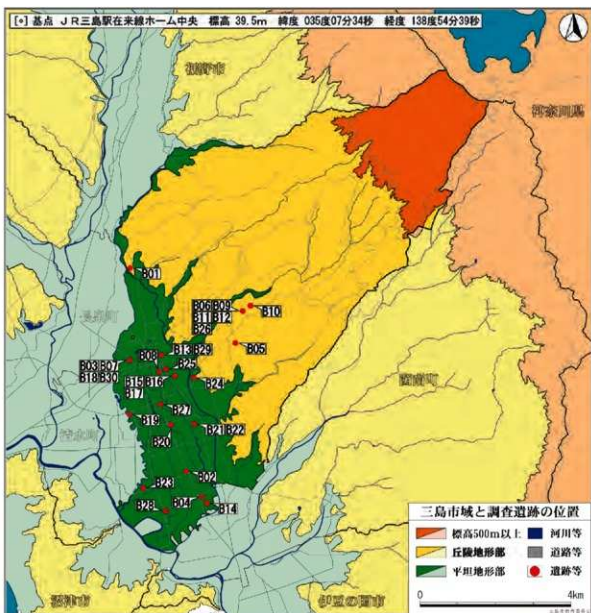 [∘] 基点 JR三島駅在来線ホーム中央 標高 39.5m 緯度 035度07分34秒 経度 138度54分39秒
裾野市
神奈川県
B01
長泉町
B06 B09
B11 B12
B26
B10
B05
B08
B13 B29
B25
B03 B07
B18 B30
B15 B16
B17
B24
函南町
B27
B19
B20
B21 B22
清水町
B02
B23
B04
B28
B14
沼津市
伊豆の国市
三島市域と調査遺跡の位置
標高500m以上
河川等
丘陵地形部
道路等
平坦地形部
遺跡等
0 4km